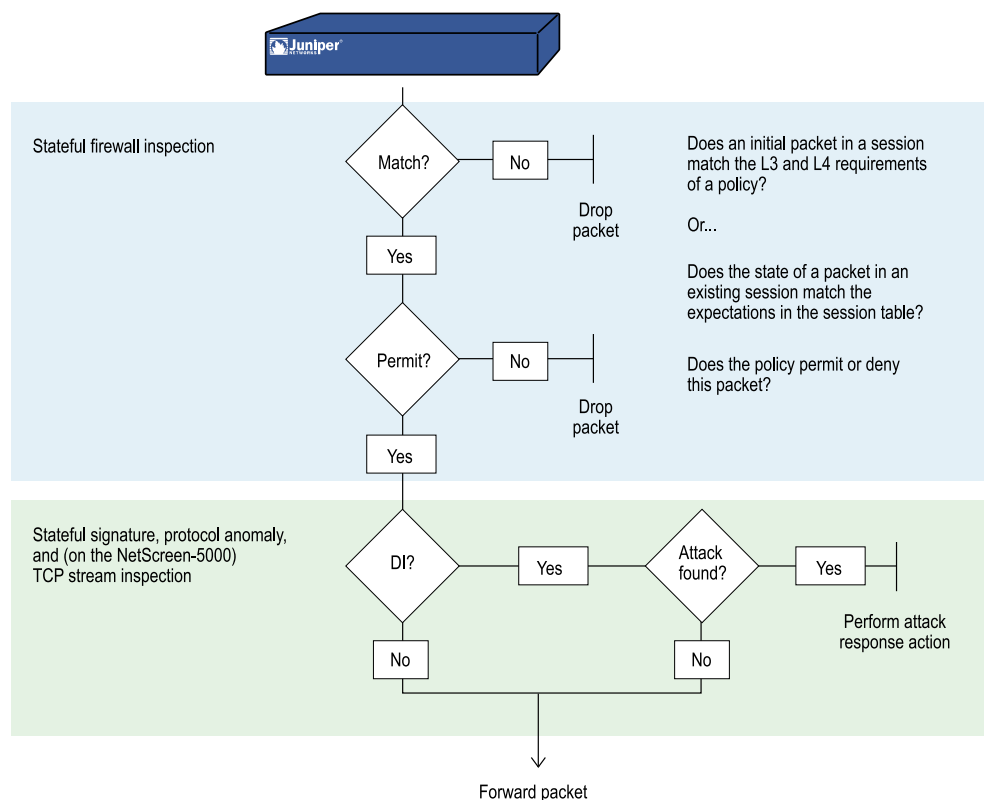 Juniper®
NETWORKS
Stateful firewall inspection
Match?
No
Drop
packet
Does an initial packet in a session
match the L3 and L4 requirements
of a policy?
Or...
Yes
Does the state of a packet in an
existing session match the
expectations in the session table?
Permit?
No
Drop
packet
Does the policy permit or deny
this packet?
Yes
Stateful signature, protocol anomaly,
and (on the NetScreen-5000)
TCP stream inspection
DI?
Yes
Attack
found?
Yes
Perform attack
response action
No
No
Forward packet